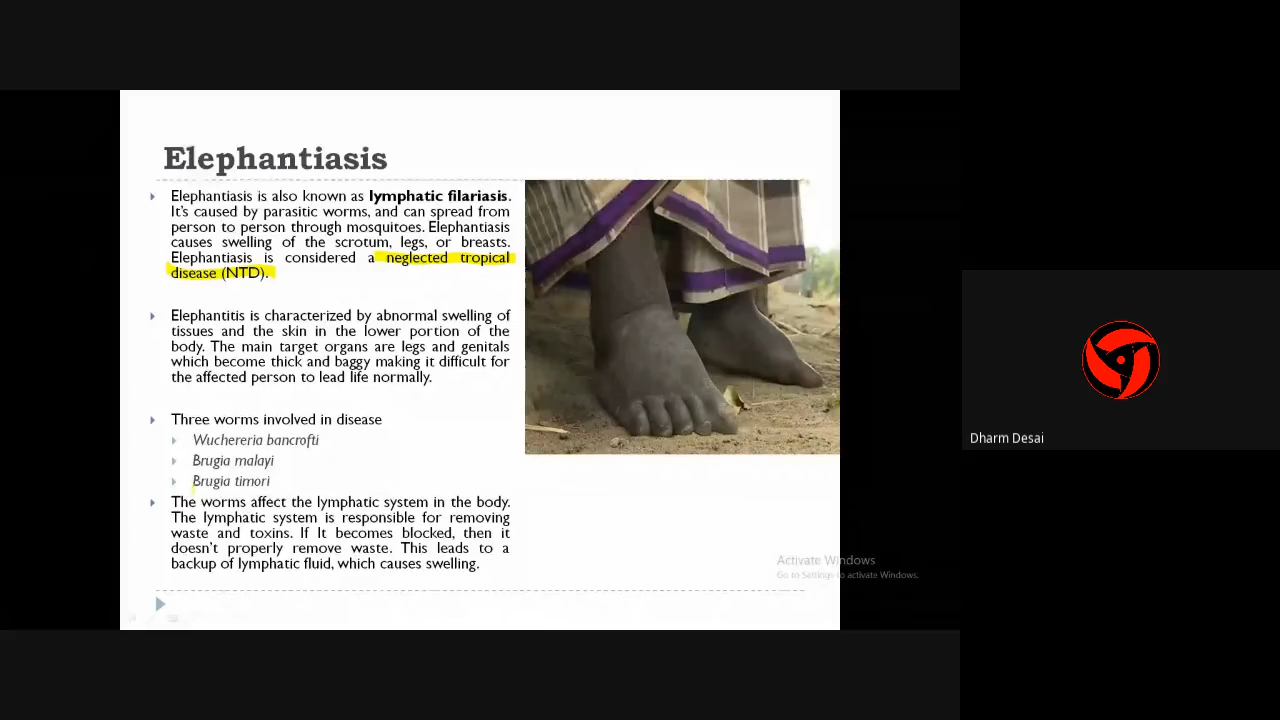 Elephantiasis
Elephantiasis is also known as lymphatic filariasis.
It's caused by parasitic worms, and can spread from
person to person through mosquitoes. Elephantiasis
causes swelling of the scrotum, legs, or breasts.
Elephantiasis is considered a neglected tropical
disease (NTD).
Elephantitis is characterized by abnormal swelling of
tissues and the skin in the lower portion of the
body. The main target organs are legs and genitals
which become thick and baggy making it difficult for
the affected person to lead life normally.
Three worms involved in disease
Wuchereria bancrofti
Brugia malayi
Brugia timori
The worms affect the lymphatic system in the body.
The lymphatic system is responsible for removing
waste and toxins. If It becomes blocked, then it
doesn't properly remove waste. This leads to a
backup of lymphatic fluid, which causes swelling.
Activate Windows
Go to Settings to activate Windows.
Dharm Desai